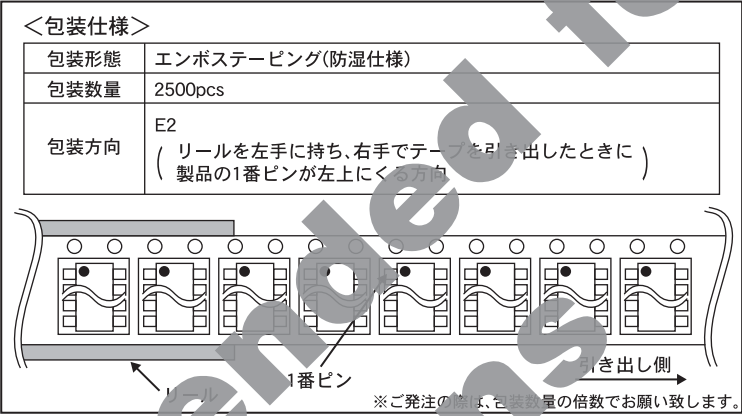 ＜包装仕様＞
包装形態 エンボステーピング(防湿仕様)
包装数量 2500pcs
包装方向 E2
(リールを左手に持ち、右手でテープを引き出したときに
製品の1番ピンが左上にくる方向)
リール
1番ピン
引き出し側
※ご発注の際は、包装数量の倍数でお願い致します。
ended
ns